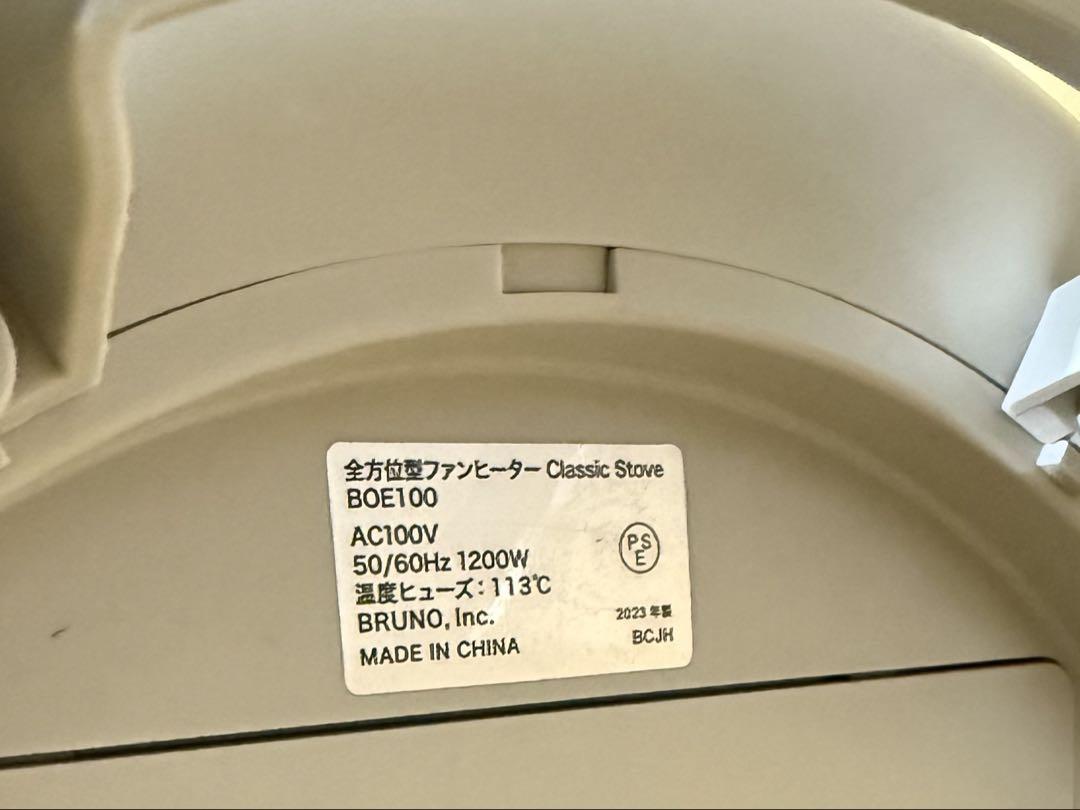 全方位型ファンヒーター Classic Stove
BOE100
AC100V
50/60Hz 1200W
温度ヒューズ：113℃
BRUNO, Inc.
MADE IN CHINA
PS
E
2023 年製
BCJH